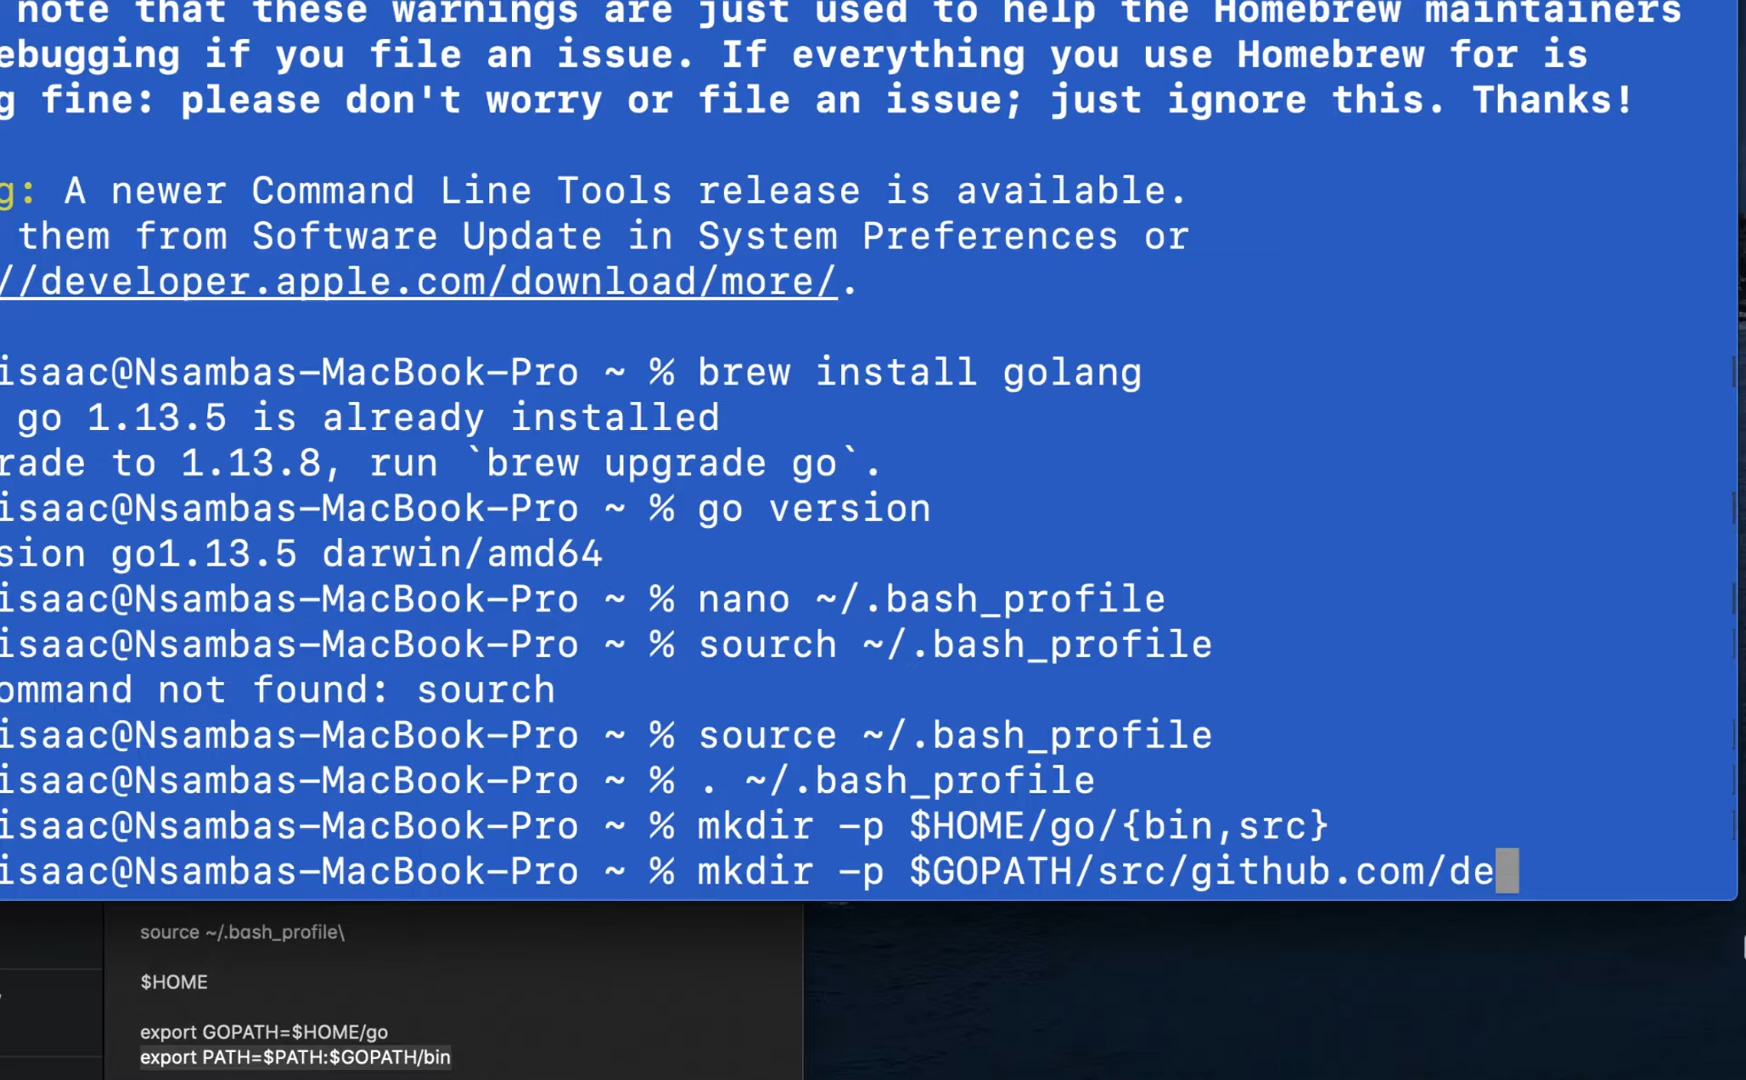 note that these warnings are just used to help the Homebrew maintainers
ebugging if you file an issue. If everything you use Homebrew for is
g fine: please don't worry or file an issue; just ignore this. Thanks!
g: A newer Command Line Tools release is available.
them from Software Update in System Preferences or
//developer.apple.com/download/more/.
isaac@Nsambas-MacBook-Pro ~ % brew install golang
go 1.13.5 is already installed
rade to 1.13.8, run `brew upgrade go`.
isaac@Nsambas-MacBook-Pro ~ % go version
sion go1.13.5 darwin/amd64
isaac@Nsambas-MacBook-Pro ~ % nano ~/.bash_profile
isaac@Nsambas-MacBook-Pro ~ % sourch ~/.bash_profile
ommand not found: sourch
isaac@Nsambas-MacBook-Pro ~ % source ~/.bash_profile
isaac@Nsambas-MacBook-Pro ~ % . ~/.bash_profile
isaac@Nsambas-MacBook-Pro ~ % mkdir -p $HOME/go/{bin,src}
isaac@Nsambas-MacBook-Pro ~ % mkdir -p $GOPATH/src/github.com/de
source ~/.bash_profile\
$HOME
export GOPATH=$HOME/go
export PATH=$PATH:$GOPATH/bin